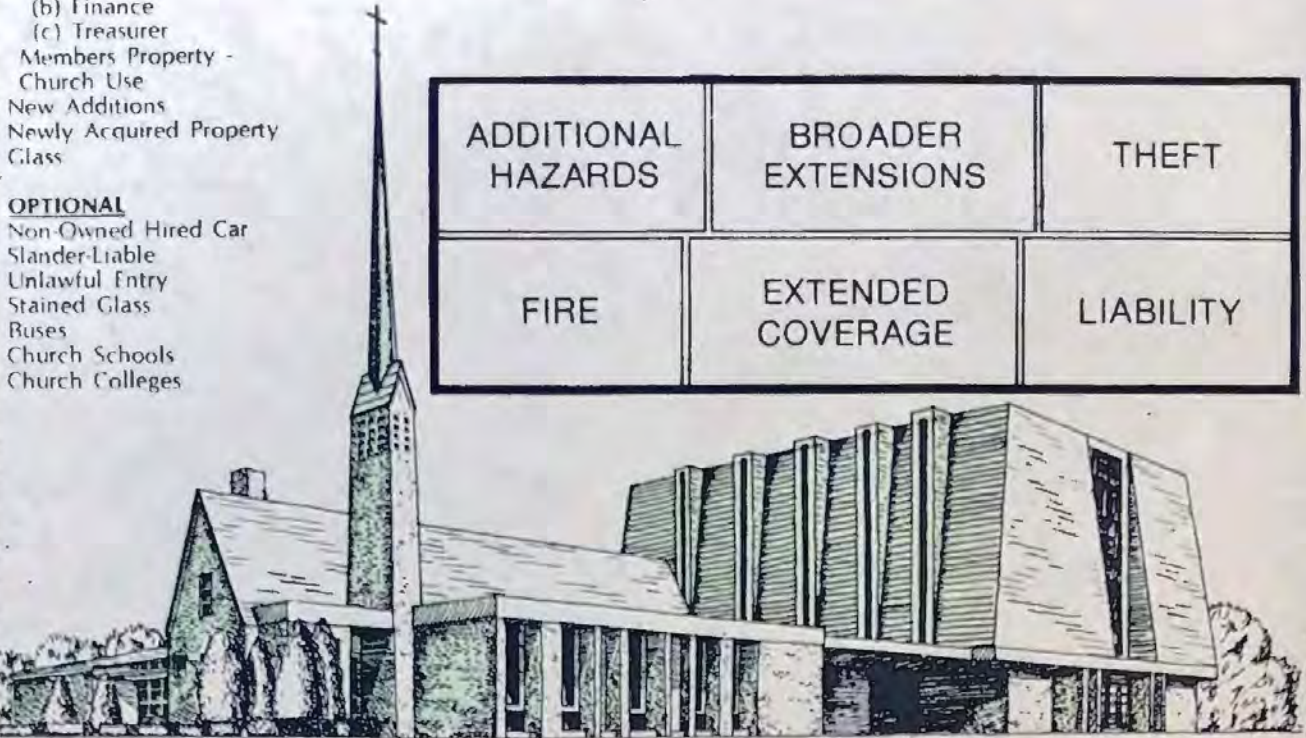 (b) Finance
(c) Treasurer
Members Property -
Church Use
New Additions
Newly Acquired Property
Glass
OPTIONAL
Non-Owned Hired Car
Slander-Liable
Unlawful Entry
Stained Glass
Buses
Church Schools
Church Colleges
ADDITIONAL
HAZARDS
BROADER
EXTENSIONS
THEFT
FIRE
EXTENDED
COVERAGE
LIABILITY